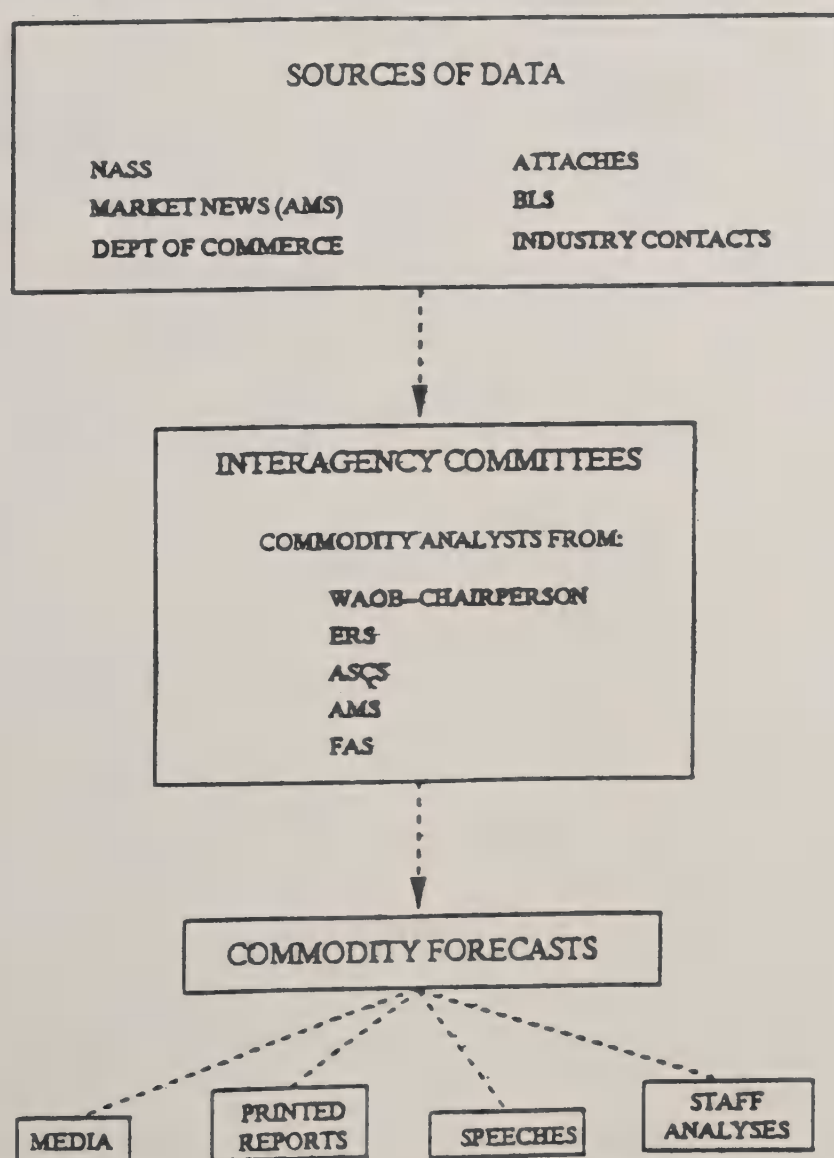 SOURCES OF DATA
NASS
MARKET NEWS (AMS)
DEPT OF COMMERCE
ATTACHES
BLS
INDUSTRY CONTACTS
INTERAGENCY COMMITTEES
COMMODITY ANALYSTS FROM:
WAOB–CHAIRPERSON
ERS
ASCS
AMS
FAS
COMMODITY FORECASTS
MEDIA
PRINTED
REPORTS
SPEECHES
STAFF
ANALYSES